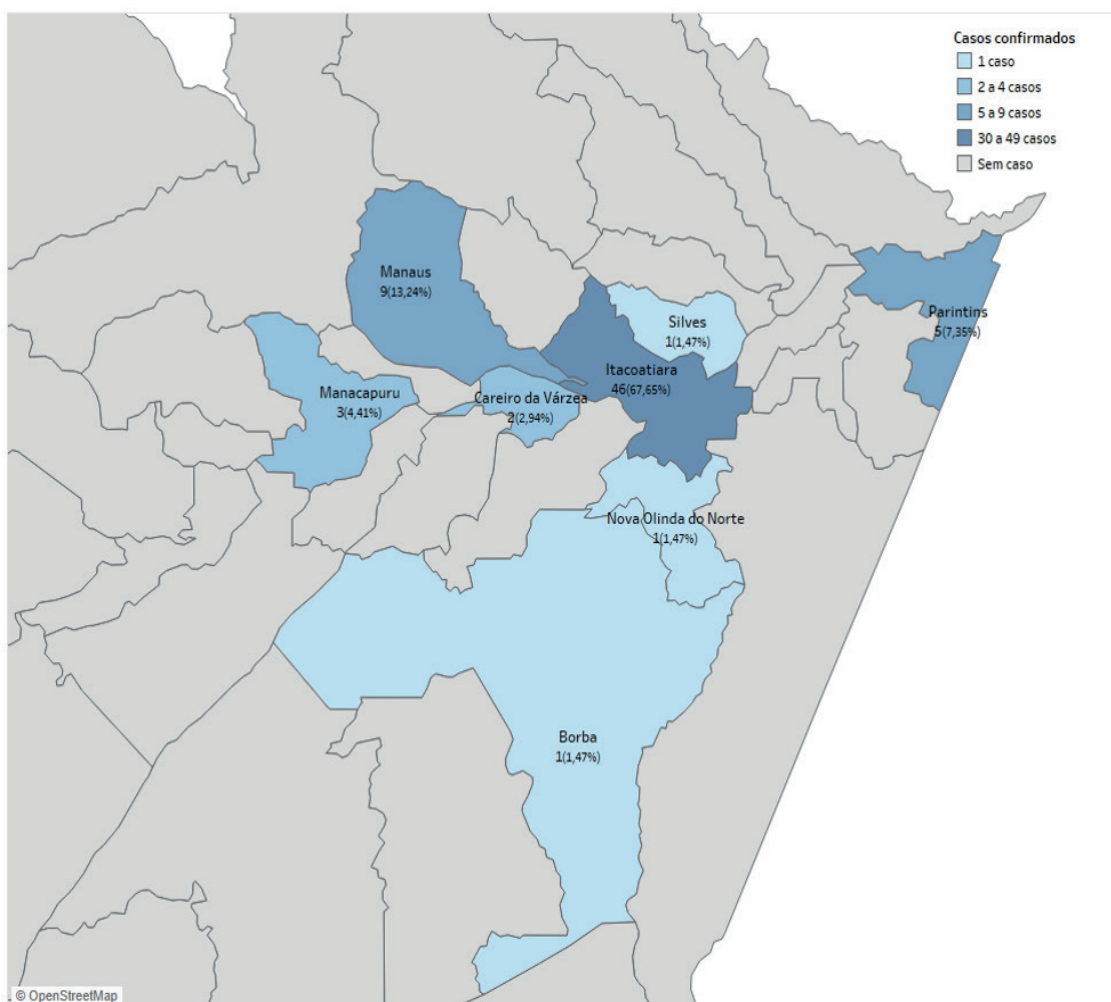 Casos confirmados
1 caso
2 a 4 casos
5 a 9 casos
30 a 49 casos
Sem caso
Manaus
9(13,24%)
Parintins
5(7,35%)
Silves
1(1,47%)
Itacoatiara
46(67,65%)
Manacapuru
3(4,41%)
Careiro da Várzea
2(2,94%)
Nova Olinda do Norte
1(1,47%)
Borba
1(1,47%)
© OpenStreetMap